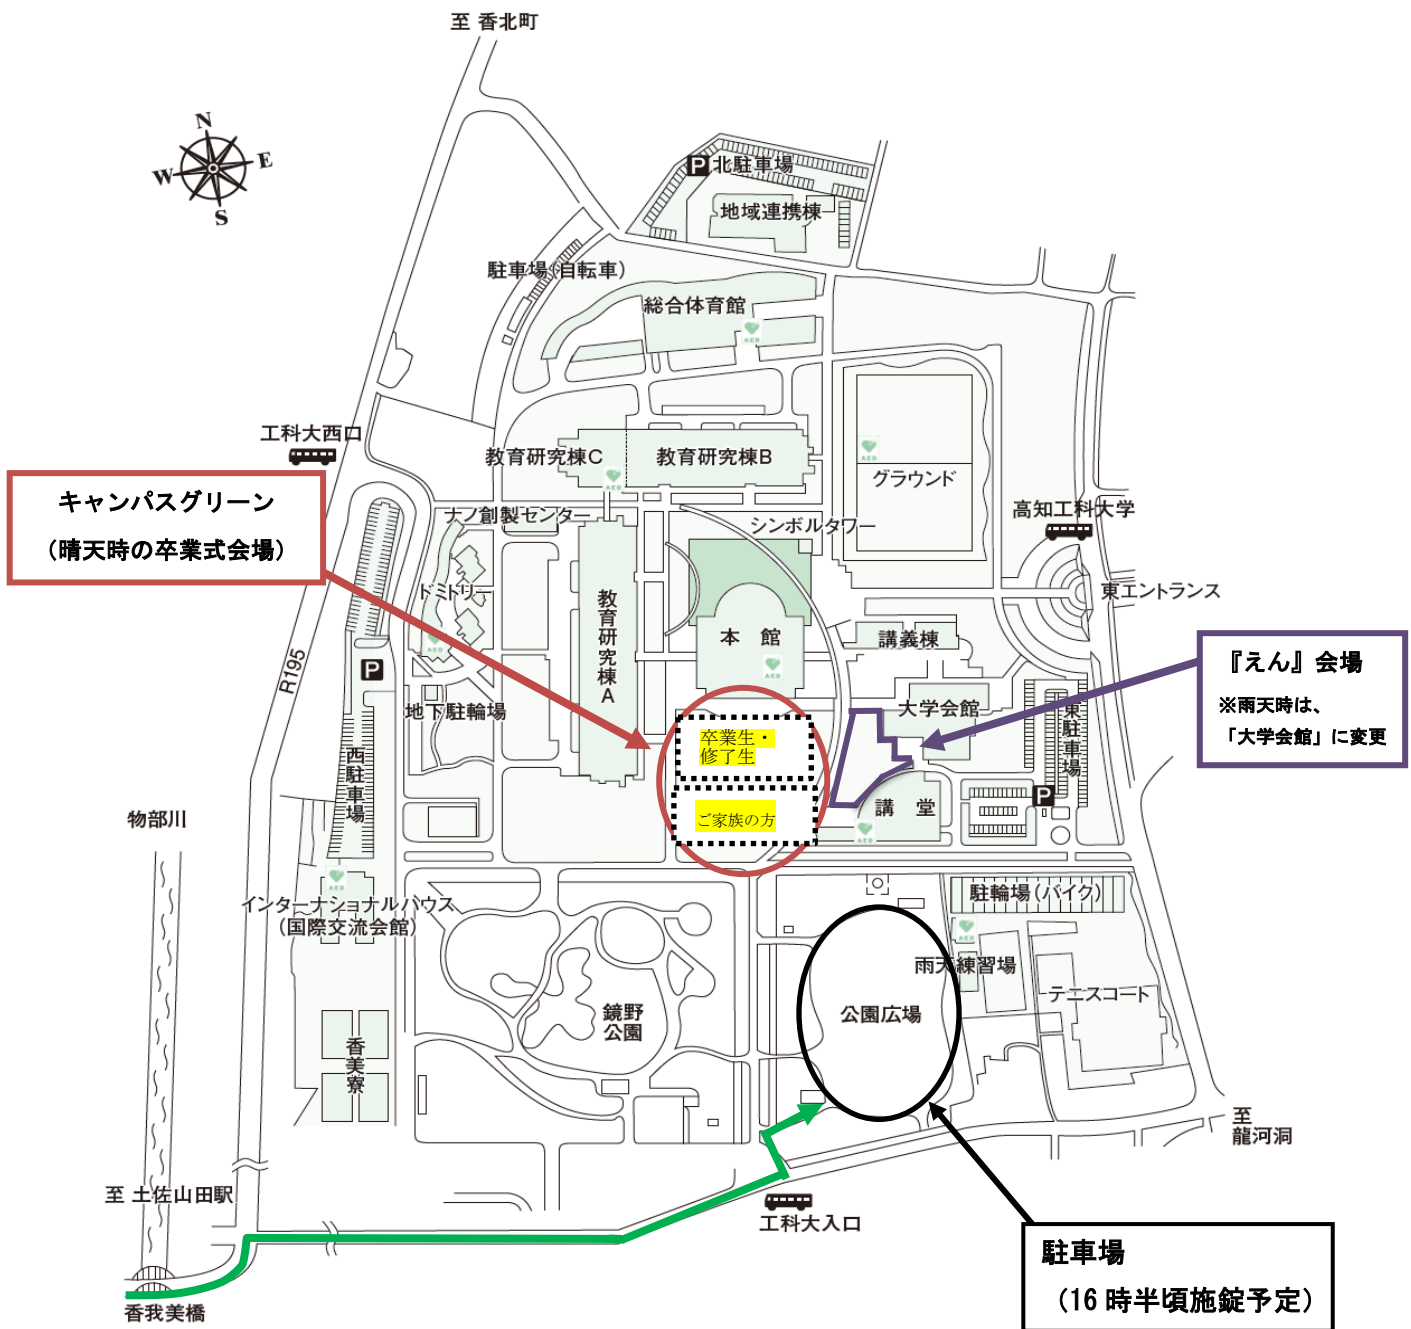 至 香北町
N
W
E
S
P 北駐車場
地域連携棟
駐車場(自転車)
総合体育館
AED
工科大西口
教育研究棟C
教育研究棟B
AED
AED
グラウンド
キャンパスグリーン
（晴天時の卒業式会場）
ナノ創製センター
シンボルタワー
高知工科大学
ドミトリー
AED
教育研究棟A
本 館
AED
講義棟
東エントランス
『えん』会場
※雨天時は、
「大学会館」に変更
R195
P
地下駐輪場
大学会館
東駐車場
P
卒業生・
修了生
西駐車場
ご家族の方
講 堂
AED
物部川
AED
インターナショナルハウス
(国際交流会館)
駐輪場(バイク)
AED
雨天練習場
テニスコート
鏡野
公園
公園広場
香美寮
至
龍河洞
至 土佐山田駅
工科大入口
駐車場
（16 時半頃施錠予定）
香我美橋